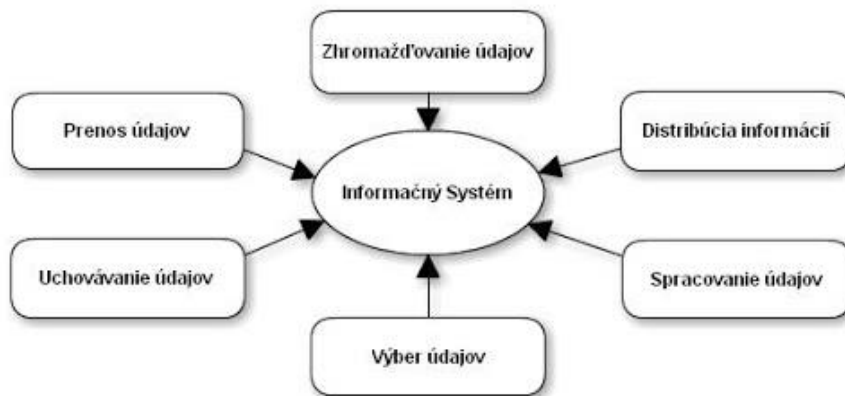 Zhromažďovanie údajov
Prenos údajov
Distribúcia informácií
Informačný Systém
Uchovávanie údajov
Spracovanie údajov
Výber údajov